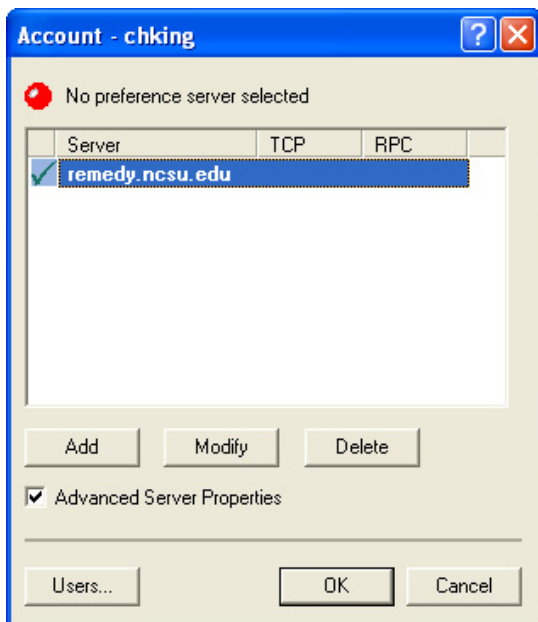 Account - chking
No preference server selected
Server TCP RPC
remedy.ncsu.edu
Add Modify Delete
Advanced Server Properties
Users... OK Cancel